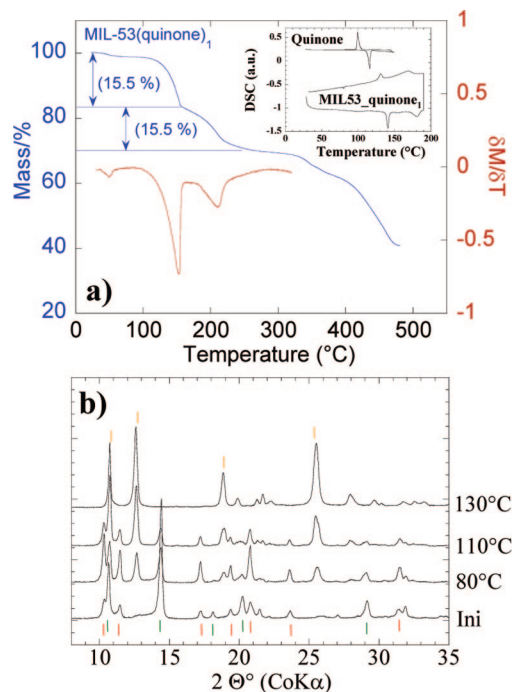 MIL-53(quinone)1
(15.5 %)
(15.5 %)
Mass/%
100
80
60
40
20
δM/δT
1
0.5
0
-0.5
-1
0 100 200 300 400 500
Temperature (°C)
a)
Quinone
MIL53_quinone1
DSC (a.u.)
0.5
0
-0.5
-1
-1.5
0 50 100 150 200
Temperature (°C)
b)
130°C
110°C
80°C
Ini
10 15 20 25 30 35
2 Θ° (CoKα)